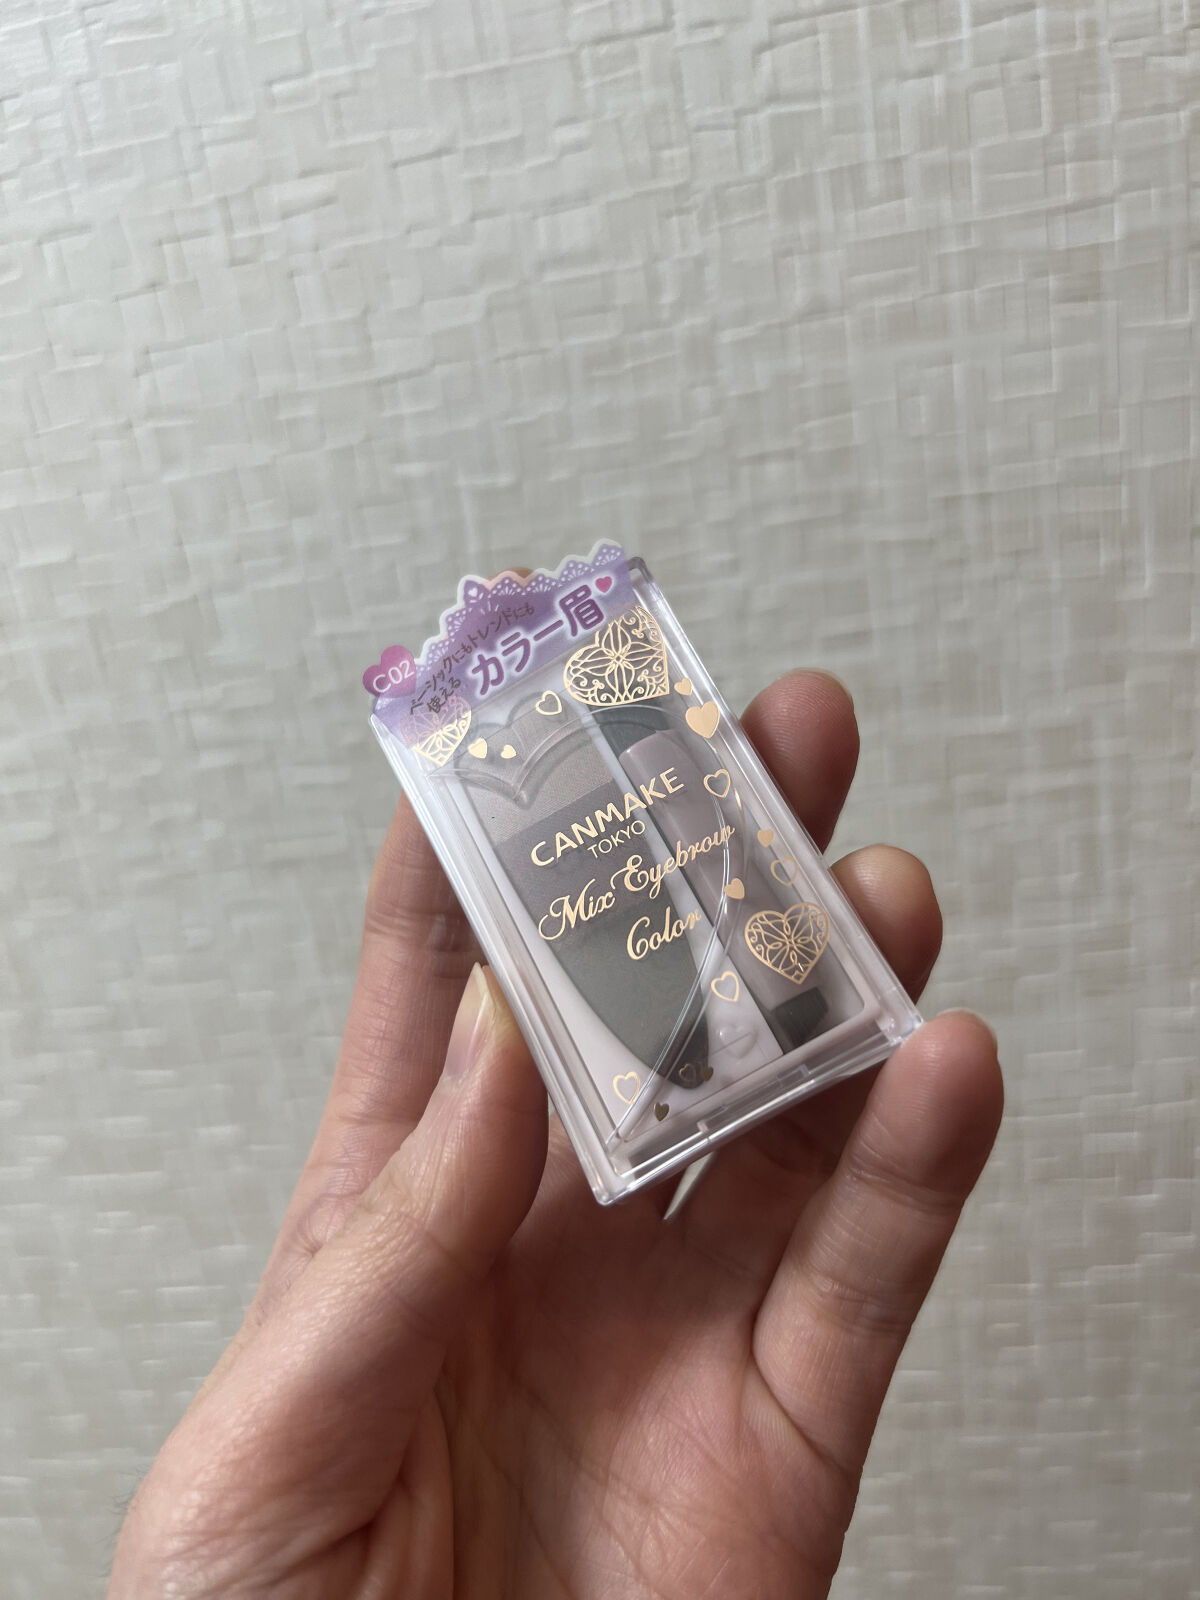 C02
ベーシックにもトレンドにも
使える
カラー眉
CANMAKE
TOKYO
Mix Eyebrow
Color